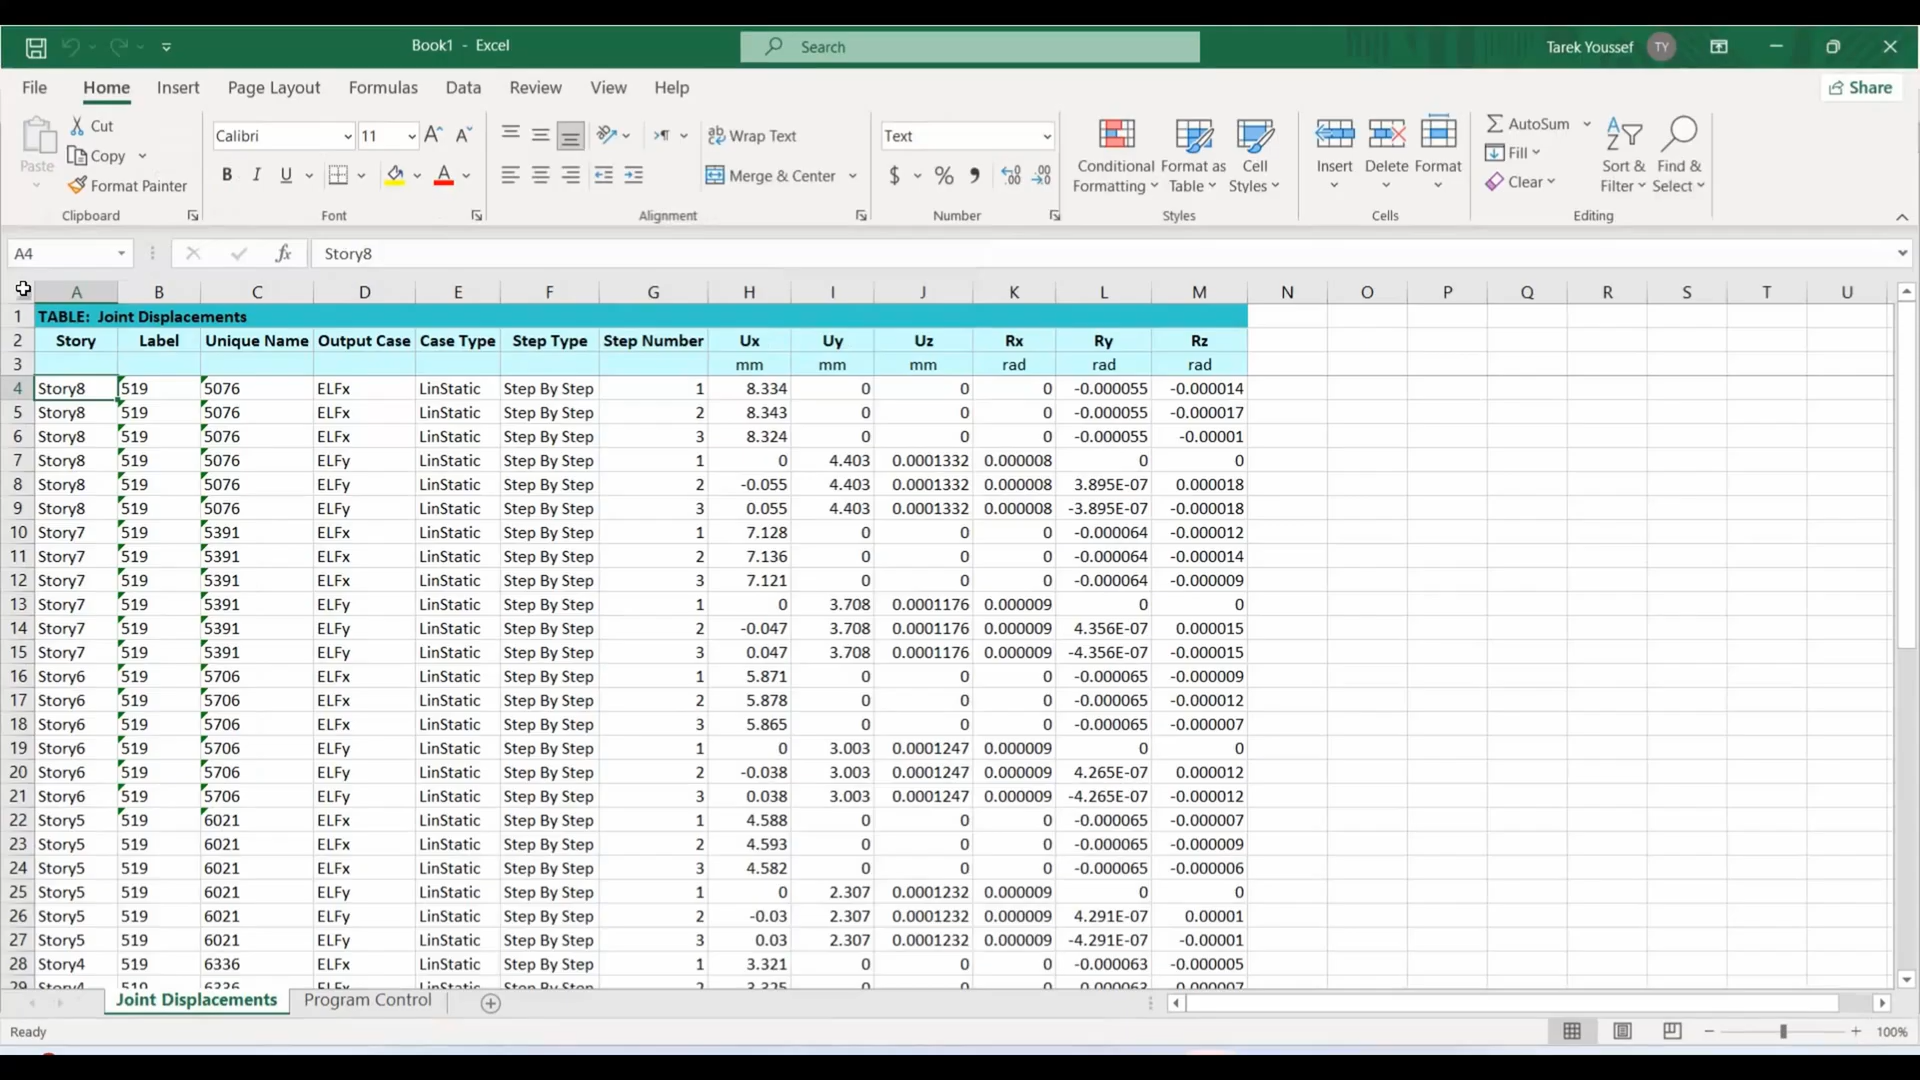 Book1 - Excel
Search
Tarek Youssef TY
File Home Insert Page Layout Formulas Data Review View Help Share
Paste Cut Copy Format Painter Clipboard
Calibri 11 A A B I U A Font
Wrap Text Merge & Center Alignment
Text $ % Number
Conditional Formatting Format as Table Cell Styles Styles
Insert Delete Format Cells
AutoSum Fill Clear Sort & Filter Find & Select Editing
A4 fx Story8
A B C D E F G H I J K L M N O P Q R S T U
1 TABLE: Joint Displacements
2 Story Label Unique Name Output Case Case Type Step Type Step Number Ux Uy Uz Rx Ry Rz
3 mm mm mm rad rad rad
4 Story8 519 5076 ELFx LinStatic Step By Step 1 8.334 0 0 0 -0.000055 -0.000014
5 Story8 519 5076 ELFx LinStatic Step By Step 2 8.343 0 0 0 -0.000055 -0.000017
6 Story8 519 5076 ELFx LinStatic Step By Step 3 8.324 0 0 0 -0.000055 -0.00001
7 Story8 519 5076 ELFy LinStatic Step By Step 1 0 4.403 0.0001332 0.000008 0 0
8 Story8 519 5076 ELFy LinStatic Step By Step 2 -0.055 4.403 0.0001332 0.000008 3.895E-07 0.000018
9 Story8 519 5076 ELFy LinStatic Step By Step 3 0.055 4.403 0.0001332 0.000008 -3.895E-07 -0.000018
10 Story7 519 5391 ELFx LinStatic Step By Step 1 7.128 0 0 0 -0.000064 -0.000012
11 Story7 519 5391 ELFx LinStatic Step By Step 2 7.136 0 0 0 -0.000064 -0.000014
12 Story7 519 5391 ELFx LinStatic Step By Step 3 7.121 0 0 0 -0.000064 -0.000009
13 Story7 519 5391 ELFy LinStatic Step By Step 1 0 3.708 0.0001176 0.000009 0 0
14 Story7 519 5391 ELFy LinStatic Step By Step 2 -0.047 3.708 0.0001176 0.000009 4.356E-07 0.000015
15 Story7 519 5391 ELFy LinStatic Step By Step 3 0.047 3.708 0.0001176 0.000009 -4.356E-07 -0.000015
16 Story6 519 5706 ELFx LinStatic Step By Step 1 5.871 0 0 0 -0.000065 -0.000009
17 Story6 519 5706 ELFx LinStatic Step By Step 2 5.878 0 0 0 -0.000065 -0.000012
18 Story6 519 5706 ELFx LinStatic Step By Step 3 5.865 0 0 0 -0.000065 -0.000007
19 Story6 519 5706 ELFy LinStatic Step By Step 1 0 3.003 0.0001247 0.000009 0 0
20 Story6 519 5706 ELFy LinStatic Step By Step 2 -0.038 3.003 0.0001247 0.000009 4.265E-07 0.000012
21 Story6 519 5706 ELFy LinStatic Step By Step 3 0.038 3.003 0.0001247 0.000009 -4.265E-07 -0.000012
22 Story5 519 6021 ELFx LinStatic Step By Step 1 4.588 0 0 0 -0.000065 -0.000007
23 Story5 519 6021 ELFx LinStatic Step By Step 2 4.593 0 0 0 -0.000065 -0.000009
24 Story5 519 6021 ELFx LinStatic Step By Step 3 4.582 0 0 0 -0.000065 -0.000006
25 Story5 519 6021 ELFy LinStatic Step By Step 1 0 2.307 0.0001232 0.000009 0 0
26 Story5 519 6021 ELFy LinStatic Step By Step 2 -0.03 2.307 0.0001232 0.000009 4.291E-07 0.00001
27 Story5 519 6021 ELFy LinStatic Step By Step 3 0.03 2.307 0.0001232 0.000009 -4.291E-07 -0.00001
28 Story4 519 6336 ELFx LinStatic Step By Step 1 3.321 0 0 0 -0.000063 -0.000005
29 Story4 519 6336 ELFx LinStatic Step By Step 2 3.325 0 0 0 -0.000063 -0.000007
Joint Displacements Program Control
Ready 100%